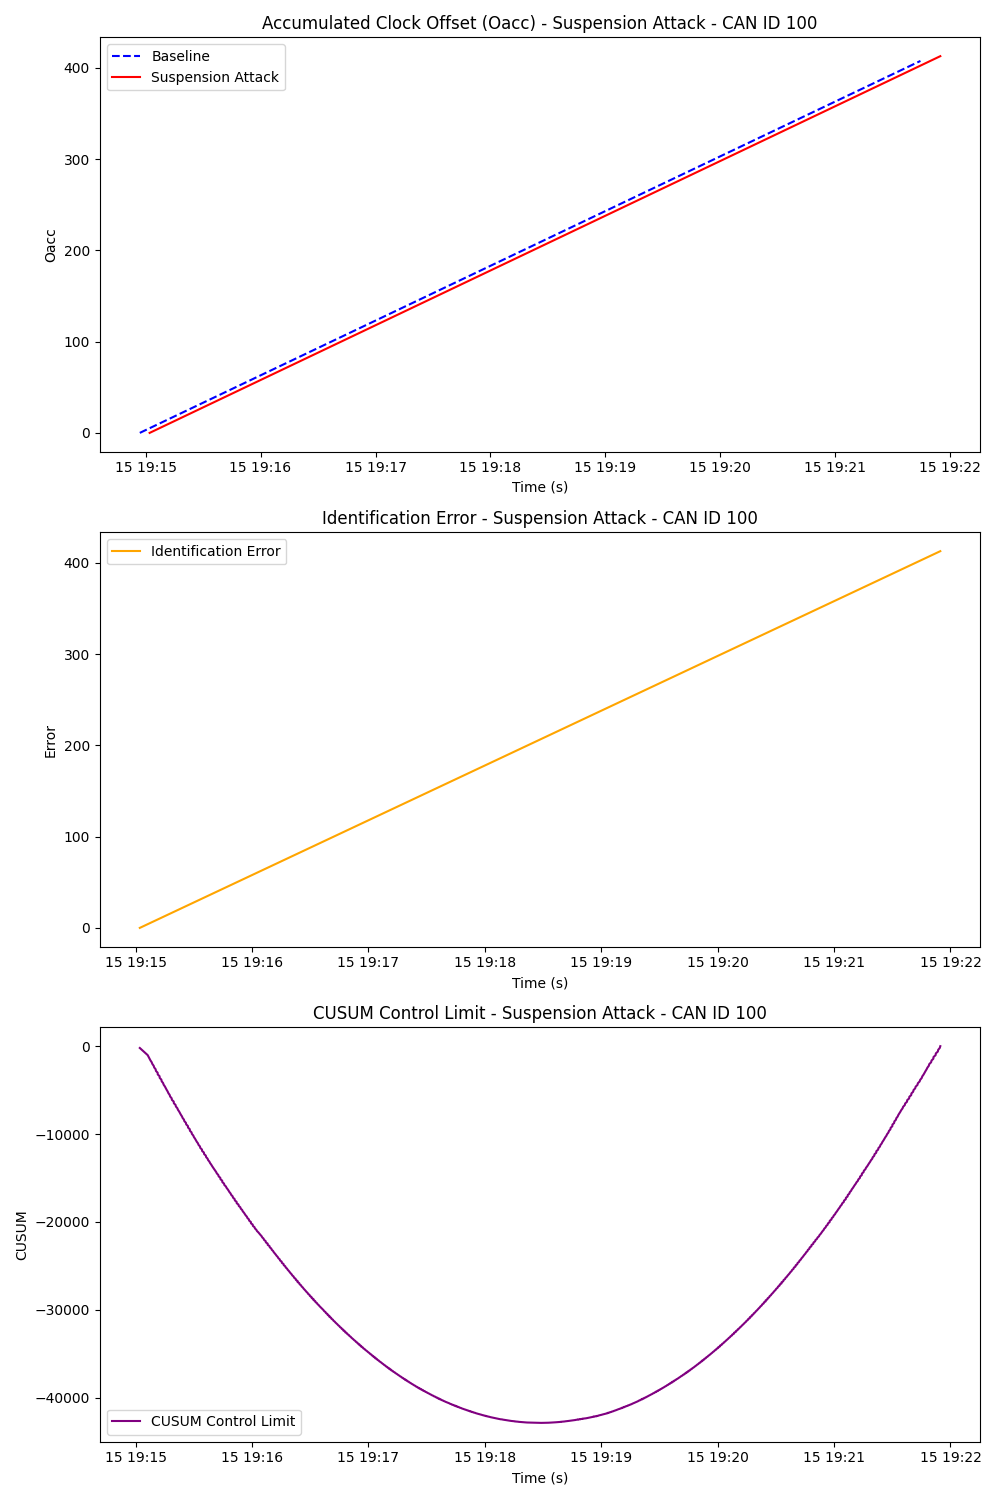 Accumulated Clock Offset (Oacc) - Suspension Attack - CAN ID 100
Baseline
Suspension Attack
400
300
200
100
0
Oacc
15 19:15 15 19:16 15 19:17 15 19:18 15 19:19 15 19:20 15 19:21 15 19:22
Time (s)
Identification Error - Suspension Attack - CAN ID 100
Identification Error
400
300
200
100
0
Error
15 19:15 15 19:16 15 19:17 15 19:18 15 19:19 15 19:20 15 19:21 15 19:22
Time (s)
CUSUM Control Limit - Suspension Attack - CAN ID 100
0
−10000
−20000
−30000
−40000
CUSUM
CUSUM Control Limit
15 19:15 15 19:16 15 19:17 15 19:18 15 19:19 15 19:20 15 19:21 15 19:22
Time (s)